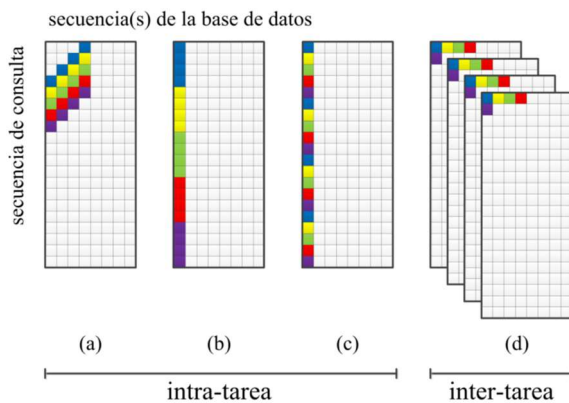 secuencia(s) de la base de datos
secuencia de consulta
(a) (b) (c) (d)
intra-tarea inter-tarea